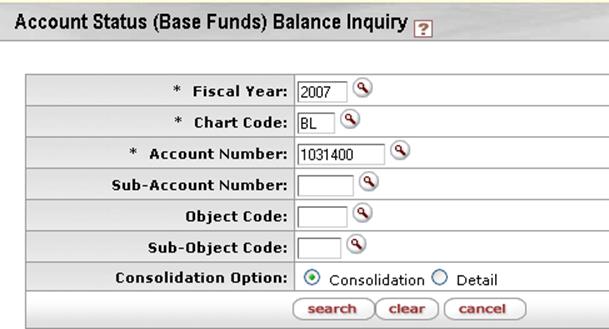 Account Status (Base Funds) Balance Inquiry ?
* Fiscal Year: 2007
* Chart Code: BL
* Account Number: 1031400
Sub-Account Number:
Object Code:
Sub-Object Code:
Consolidation Option: Consolidation Detail
search clear cancel